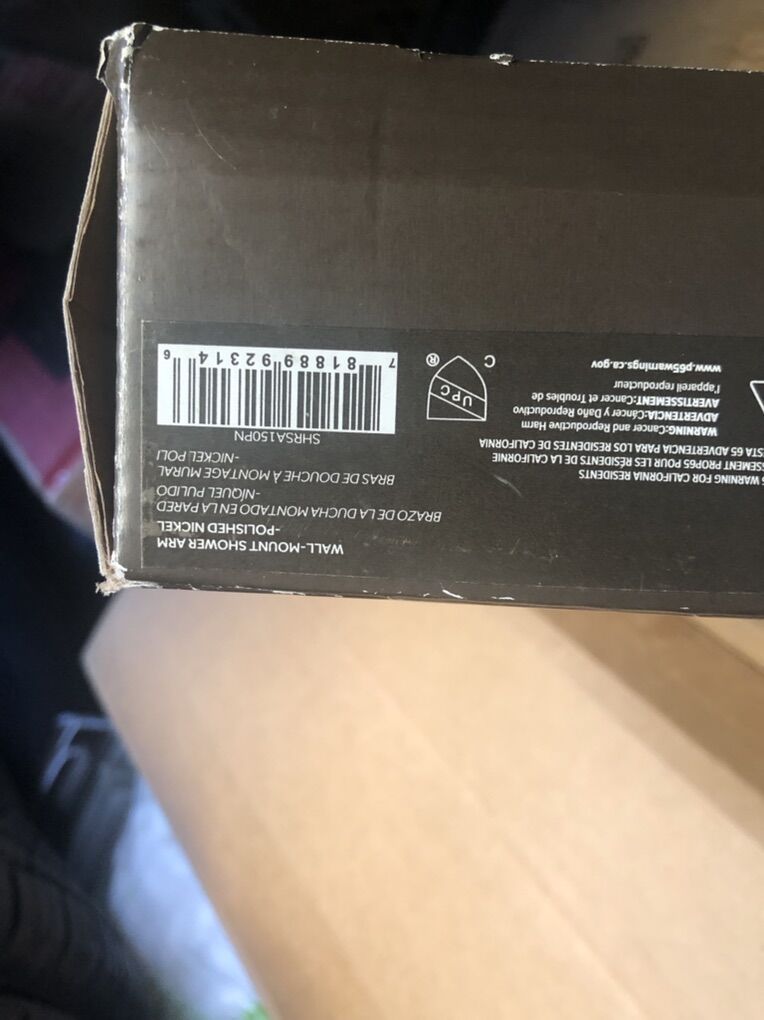 WARNING FOR CALIFORNIA RESIDENTS
PROP65 POUR LES RÉSIDENTS DE LA CALIFORNIE
65 ADVERTENCIA PARA LOS RESIDENTES DE CALIFORNIA
WARNING:Cancer and Reproductive Harm
ADVERTENCIA:Cáncer y Daño Reproductivo
AVERTISSEMENT:Cancer et Troubles de
l'appareil reproducteur
www.p65warnings.ca.gov
UPC
C
®
WALL-MOUNT SHOWER ARM
-POLISHED NICKEL
BRAZO DE LA DUCHA MONTADO EN LA PARED
-NÍQUEL PULIDO
BRAS DE DOUCHE À MONTAGE MURAL
-NICKEL POLI
SHRSA150PN
7 81889 92314 6